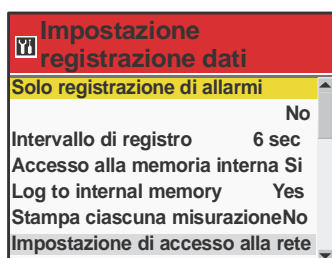 Impostazione
registrazione dati
Solo registrazione di allarmi
No
Intervallo di registro 6 sec
Accesso alla memoria interna Si
Log to internal memory Yes
Stampa ciascuna misurazioneNo
Impostazione di accesso alla rete